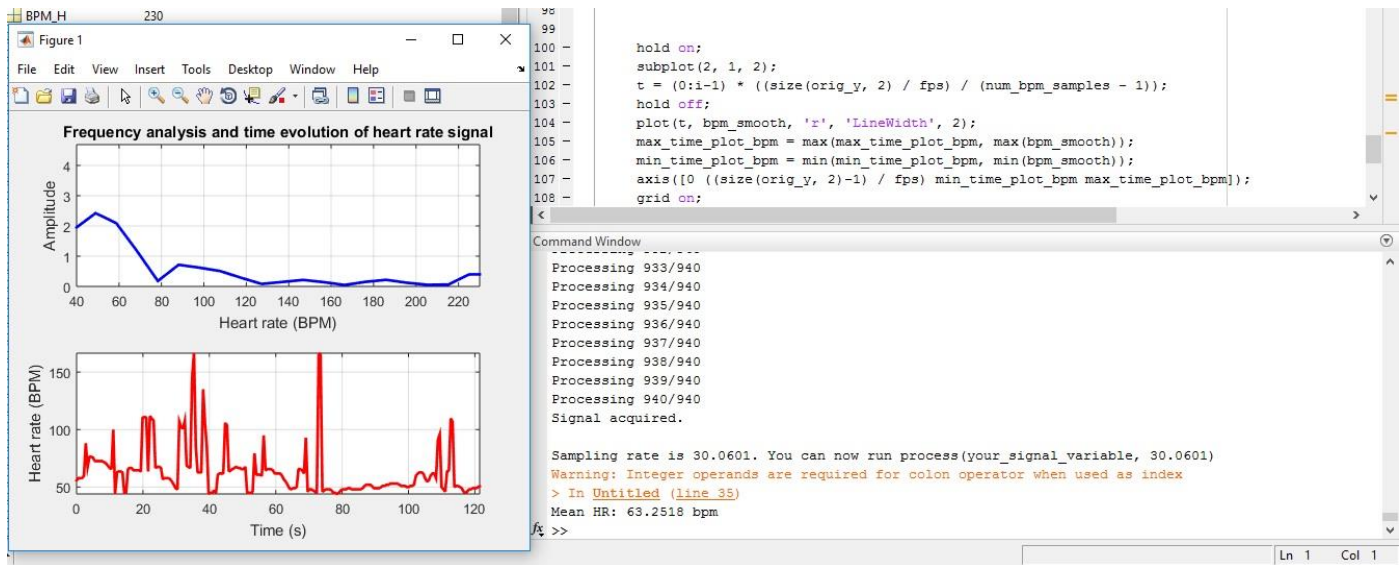 BPM_H 230
Figure 1
File Edit View Insert Tools Desktop Window Help
Frequency analysis and time evolution of heart rate signal
Amplitude
4
3
2
1
0
40 60 80 100 120 140 160 180 200 220
Heart rate (BPM)
Heart rate (BPM)
150
100
50
0 20 40 60 80 100 120
Time (s)
98
99
100 – hold on;
101 – subplot(2, 1, 2);
102 – t = (0:i-1) * ((size(orig_y, 2) / fps) / (num_bpm_samples - 1));
103 – hold off;
104 – plot(t, bpm_smooth, 'r', 'LineWidth', 2);
105 – max_time_plot_bpm = max(max_time_plot_bpm, max(bpm_smooth));
106 – min_time_plot_bpm = min(min_time_plot_bpm, min(bpm_smooth));
107 – axis([0 ((size(orig_y, 2)-1) / fps) min_time_plot_bpm max_time_plot_bpm]);
108 – grid on;
Command Window
Processing 933/940
Processing 934/940
Processing 935/940
Processing 936/940
Processing 937/940
Processing 938/940
Processing 939/940
Processing 940/940
Signal acquired.
Sampling rate is 30.0601. You can now run process(your_signal_variable, 30.0601)
Warning: Integer operands are required for colon operator when used as index
> In Untitled (line 35)
Mean HR: 63.2518 bpm
fx >>
Ln 1 Col 1